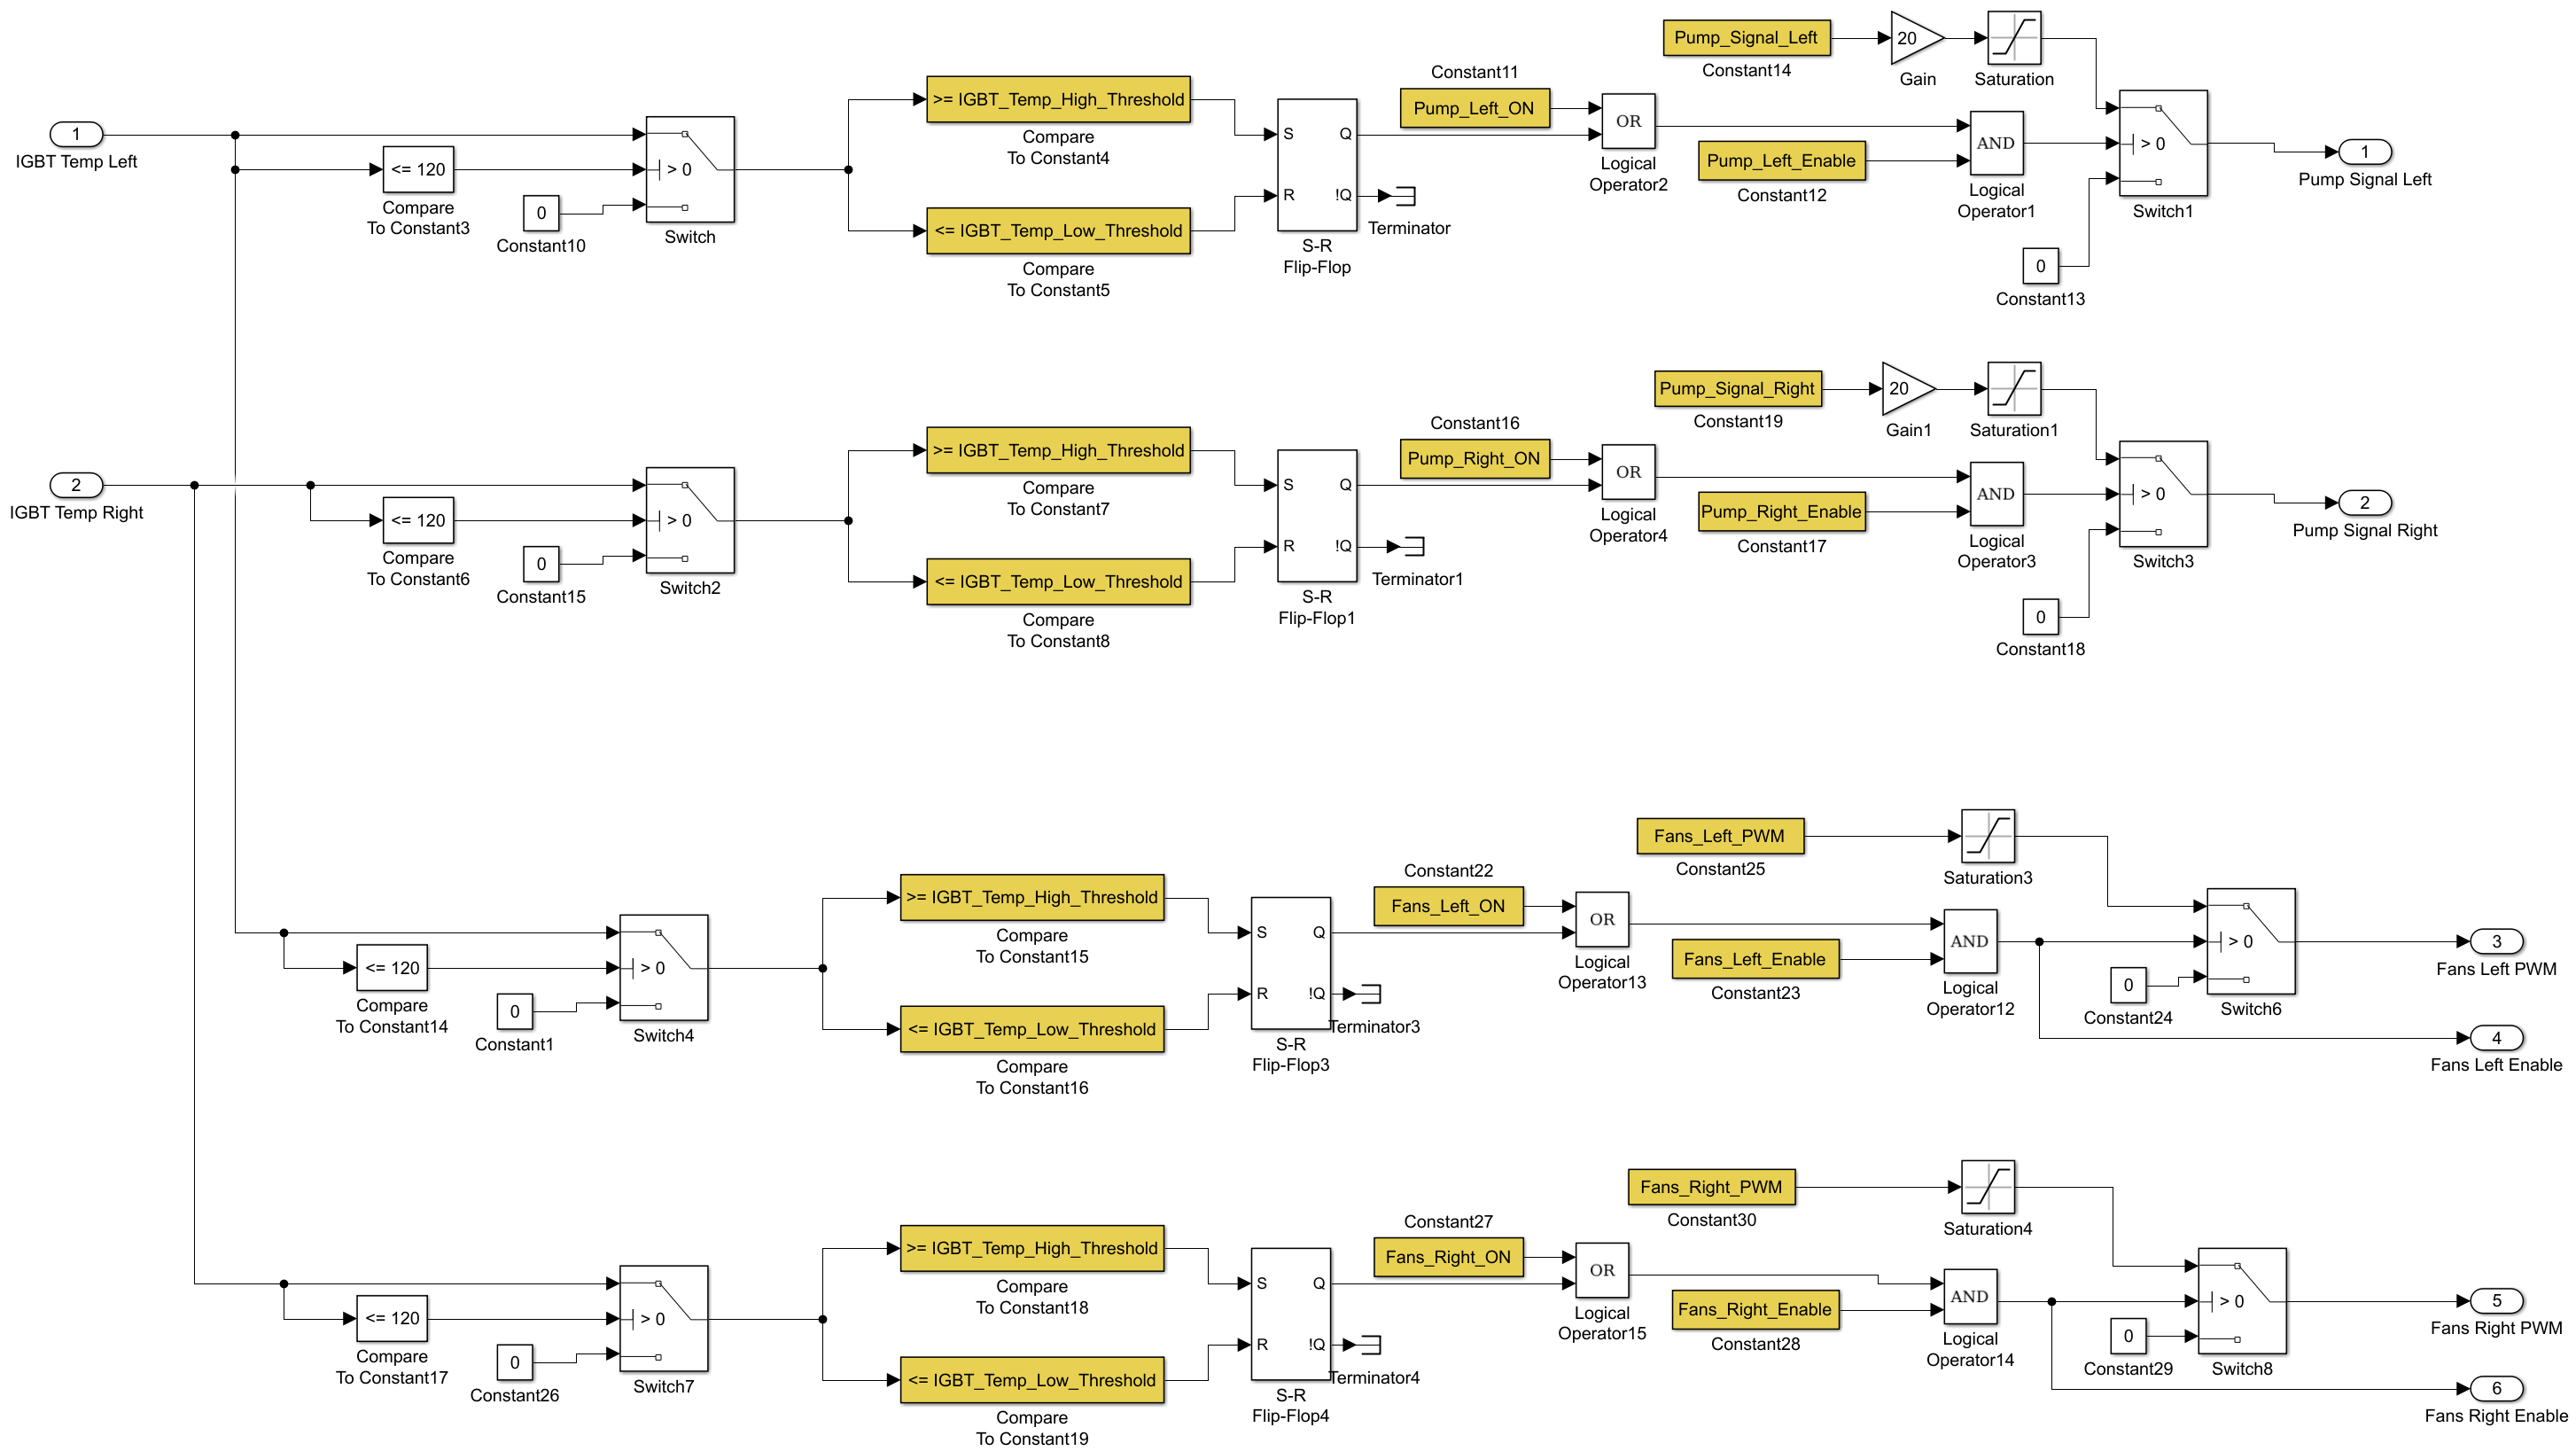 1
IGBT Temp Left
<= 120
Compare
To Constant3
0
Constant10
> 0
Switch
>= IGBT_Temp_High_Threshold
Compare
To Constant4
<= IGBT_Temp_Low_Threshold
Compare
To Constant5
S
Q
R
!Q
S-R
Flip-Flop
Terminator
Constant11
Pump_Left_ON
OR
Logical
Operator2
Pump_Left_Enable
Constant12
Pump_Signal_Left
Constant14
20
Gain
Saturation
AND
Logical
Operator1
0
Constant13
> 0
Switch1
1
Pump Signal Left
2
IGBT Temp Right
<= 120
Compare
To Constant6
0
Constant15
> 0
Switch2
>= IGBT_Temp_High_Threshold
Compare
To Constant7
<= IGBT_Temp_Low_Threshold
Compare
To Constant8
S
Q
R
!Q
S-R
Flip-Flop1
Terminator1
Constant16
Pump_Right_ON
OR
Logical
Operator4
Pump_Right_Enable
Constant17
Pump_Signal_Right
Constant19
20
Gain1
Saturation1
AND
Logical
Operator3
0
Constant18
> 0
Switch3
2
Pump Signal Right
<= 120
Compare
To Constant14
0
Constant1
> 0
Switch4
>= IGBT_Temp_High_Threshold
Compare
To Constant15
<= IGBT_Temp_Low_Threshold
Compare
To Constant16
S
Q
R
!Q
S-R
Flip-Flop3
Terminator3
Constant22
Fans_Left_ON
OR
Logical
Operator13
Fans_Left_Enable
Constant23
Fans_Left_PWM
Constant25
Saturation3
AND
Logical
Operator12
0
Constant24
> 0
Switch6
3
Fans Left PWM
4
Fans Left Enable
<= 120
Compare
To Constant17
0
Constant26
> 0
Switch7
>= IGBT_Temp_High_Threshold
Compare
To Constant18
<= IGBT_Temp_Low_Threshold
Compare
To Constant19
S
Q
R
!Q
S-R
Flip-Flop4
Terminator4
Constant27
Fans_Right_ON
OR
Logical
Operator15
Fans_Right_Enable
Constant28
Fans_Right_PWM
Constant30
Saturation4
AND
Logical
Operator14
0
Constant29
> 0
Switch8
5
Fans Right PWM
6
Fans Right Enable